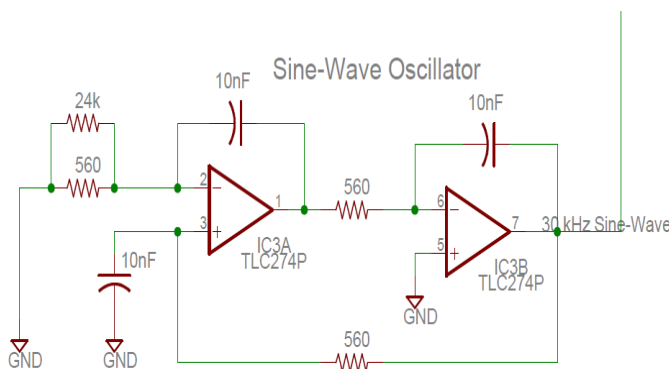 Sine-Wave Oscillator
24k
10nF
10nF
560
560
2
1
3
6
7
5
30 kHz Sine-Wave
IC3A
TLC274P
IC3B
TLC274P
10nF
GND
GND
GND
560